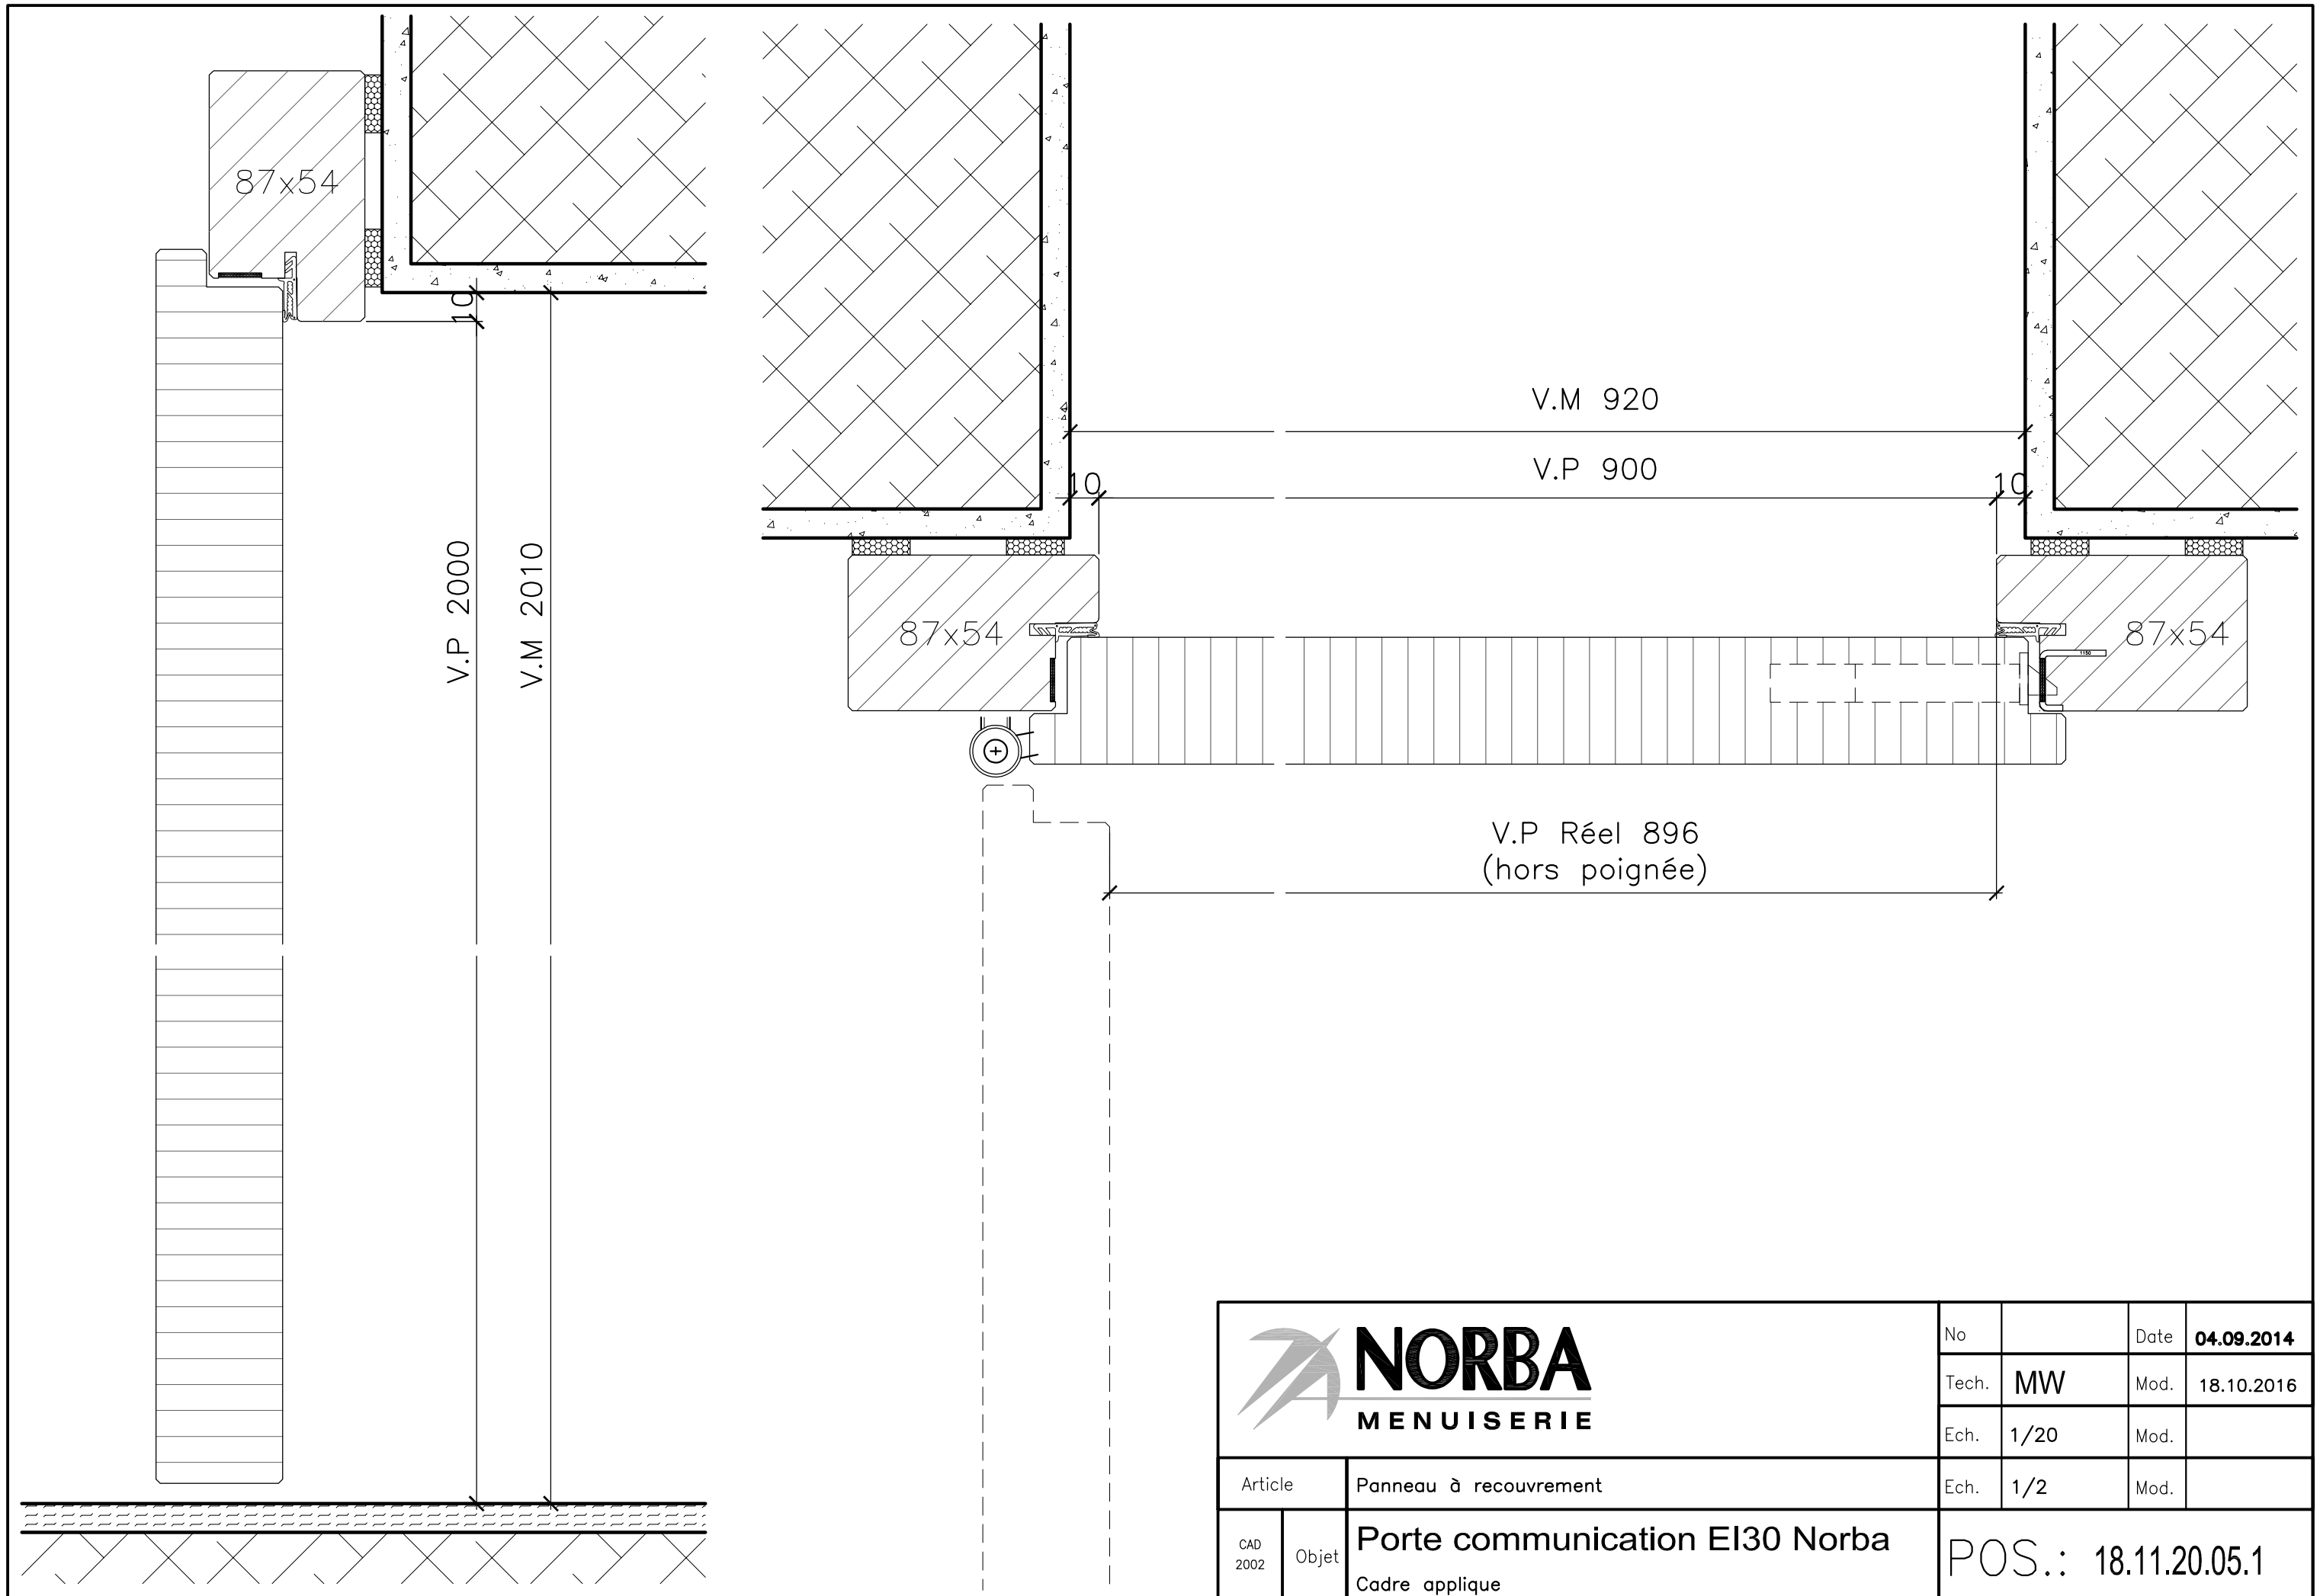 87x54
10
V.P 2000
V.M 2010
V.M 920
V.P 900
10
10
87x54
87x54
1150
V.P Réel 896
(hors poignée)
NORBA
MENUISERIE
No
Date 04.09.2014
Tech. MW
Mod. 18.10.2016
Ech. 1/20
Mod.
Article
Panneau à recouvrement
Ech. 1/2
Mod.
CAD
2002
Objet
Porte communication EI30 Norba
Cadre applique
POS.: 18.11.20.05.1